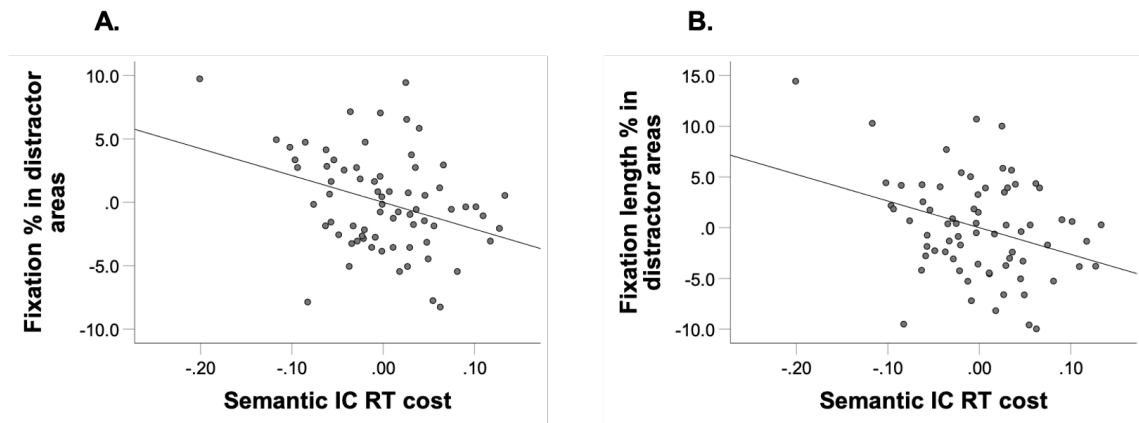 A.
Fixation % in distractor
areas
10.0
5.0
.0
-5.0
-10.0
-.20
-.10
.00
.10
Semantic IC RT cost
B.
Fixation length % in
distractor areas
15.0
10.0
5.0
.0
-5.0
-10.0
-.20
-.10
.00
.10
Semantic IC RT cost